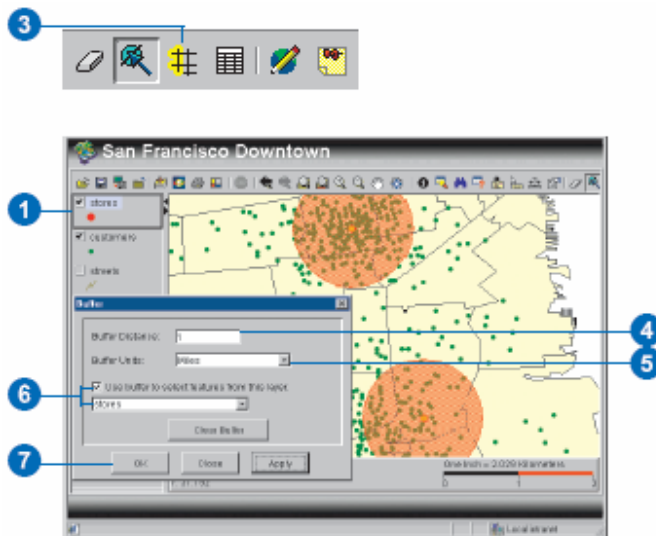 3
San Francisco Downtown
1
stores
customers
streets
Buffer
Buffer Distance: 1
4
Buffer Units: Miles
5
6
Use buffer to select features from this layer.
stores
Clear Buffer
7
OK Close Apply
One Inch = 2.029 Kilometers
0 1 3
Local intranet